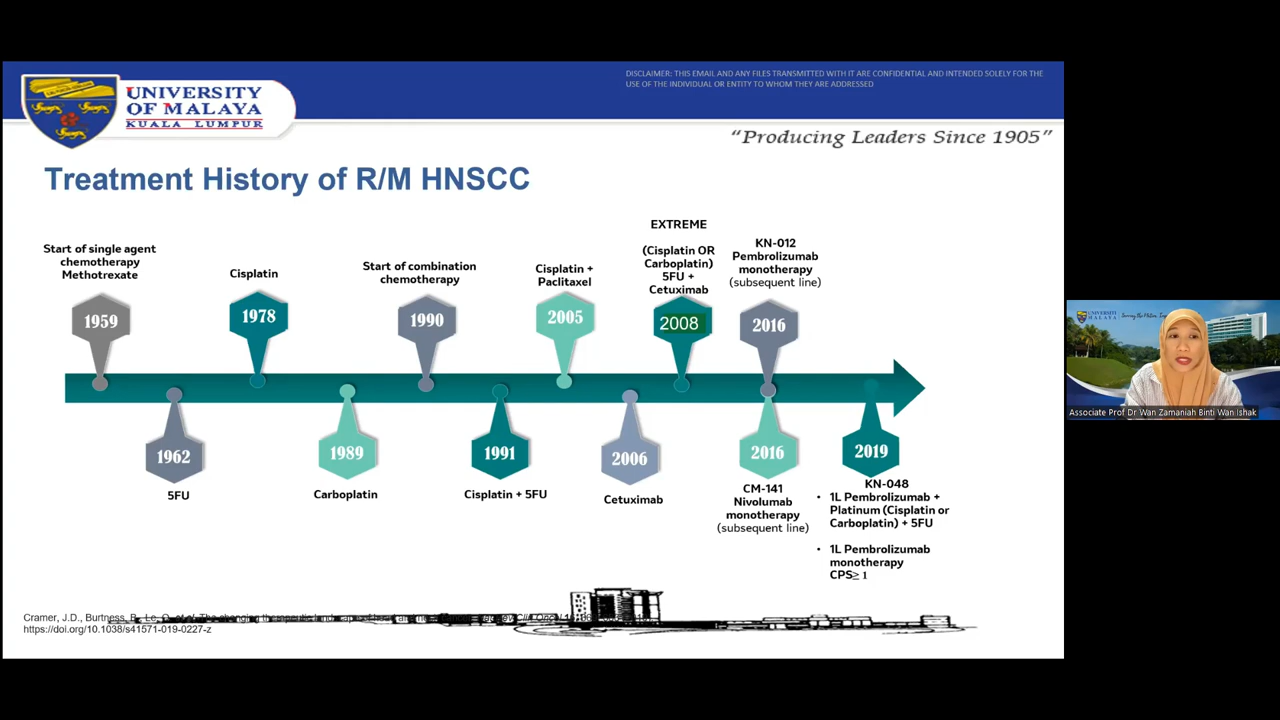 DISCLAIMER: THIS EMAIL AND ANY FILES TRANSMITTED WITH IT ARE CONFIDENTIAL AND INTENDED SOLELY FOR THE
USE OF THE INDIVIDUAL OR ENTITY TO WHOM THEY ARE ADDRESSED
UNIVERSITY
OF MALAYA
KUALA LUMPUR
“Producing Leaders Since 1905”
Treatment History of R/M HNSCC
Start of single agent
chemotherapy
Methotrexate
1959
5FU
1962
Cisplatin
1978
Carboplatin
1989
Start of combination
chemotherapy
1990
Cisplatin + 5FU
1991
Cisplatin +
Paclitaxel
2005
Cetuximab
2006
EXTREME
(Cisplatin OR
Carboplatin)
5FU +
Cetuximab
2008
KN-012
Pembrolizumab
monotherapy
(subsequent line)
2016
2016
CM-141
Nivolumab
monotherapy
(subsequent line)
2019
KN-048
• 1L Pembrolizumab +
Platinum (Cisplatin or
Carboplatin) + 5FU
• 1L Pembrolizumab
monotherapy
CPS≥ 1
Cramer, J.D., Burtness, B., Le, Q.
https://doi.org/10.1038/s41571-019-0227-z
UNIVERSITY
Associate Prof Dr Wan Zamaniah Binti Wan Ishak